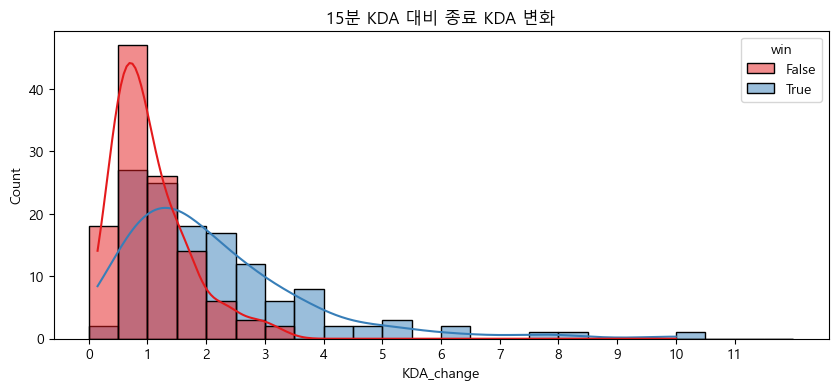 15분 KDA 대비 종료 KDA 변화
win
False
True
Count
40
30
20
10
0
0 1 2 3 4 5 6 7 8 9 10 11
KDA_change